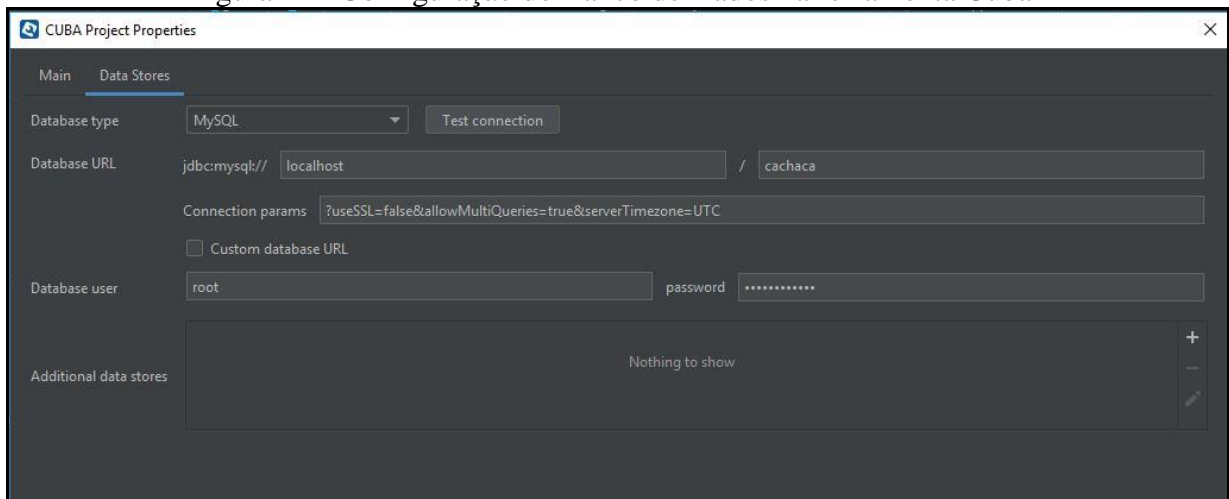 CUBA Project Properties
Main Data Stores
Database type MySQL Test connection
Database URL jdbc:mysql:// localhost / cachaca
Connection params ?useSSL=false&allowMultiQueries=true&serverTimezone=UTC
Custom database URL
Database user root password ••••••••••••
Nothing to show
Additional data stores